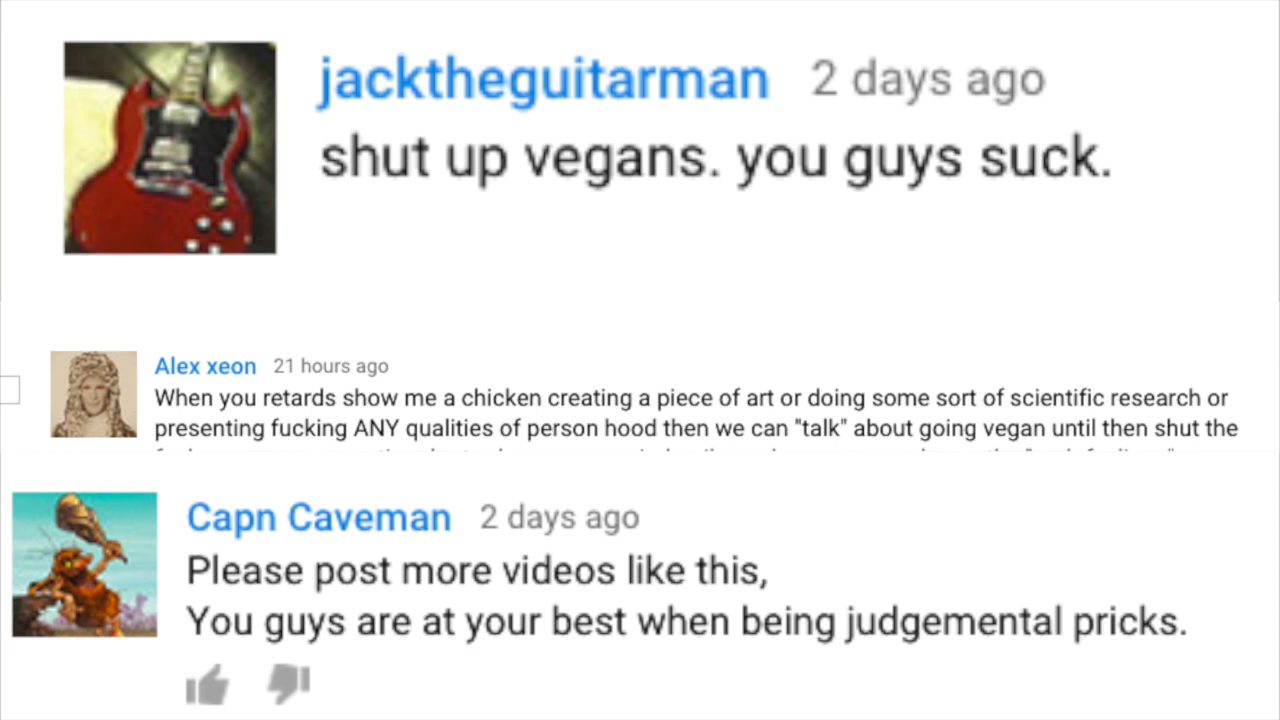 jacktheguitarman 2 days ago
shut up vegans. you guys suck.
Alex xeon 21 hours ago
When you retards show me a chicken creating a piece of art or doing some sort of scientific research or
presenting fucking ANY qualities of person hood then we can "talk" about going vegan until then shut the
Capn Caveman 2 days ago
Please post more videos like this,
You guys are at your best when being judgemental pricks.